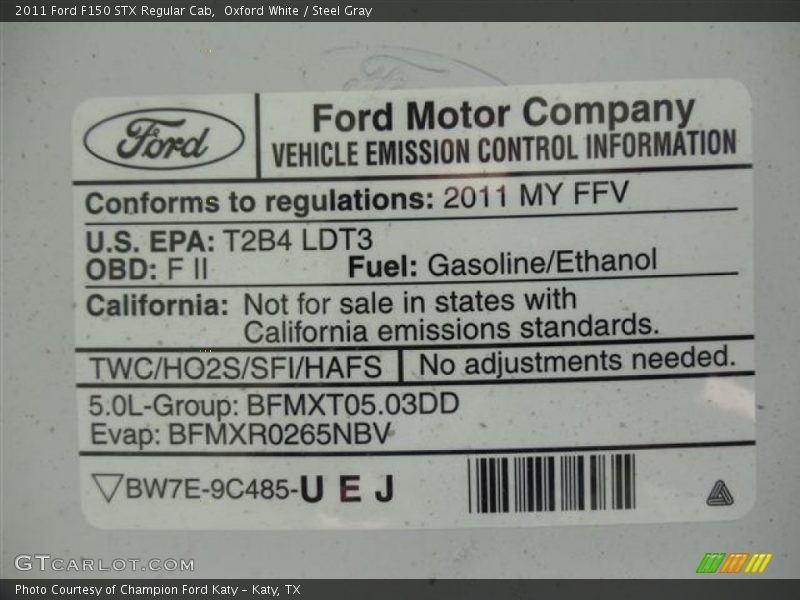 2011 Ford F150 STX Regular Cab,  Oxford White / Steel Gray
Ford
Ford Motor Company
VEHICLE EMISSION CONTROL INFORMATION
Conforms to regulations: 2011 MY FFV
U.S. EPA: T2B4 LDT3
OBD: F II Fuel: Gasoline/Ethanol
California: Not for sale in states with
California emissions standards.
TWC/HO2S/SFI/HAFS No adjustments needed.
5.0L-Group: BFMXT05.03DD
Evap: BFMXR0265NBV
BW7E-9C485-U E J
GTCARLOT.COM
Photo Courtesy of Champion Ford Katy - Katy, TX